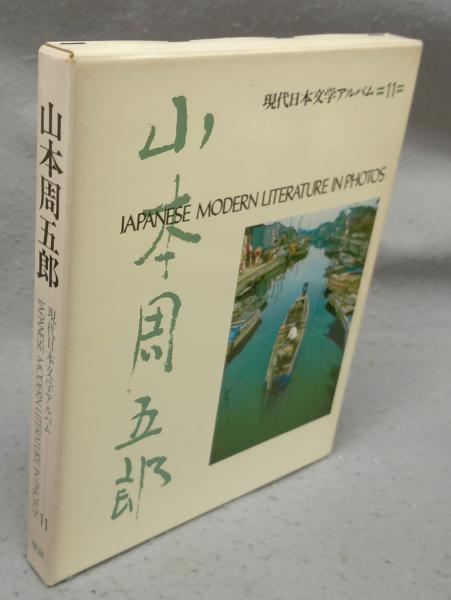 現代日本文学アルバム=11=
山本周五郎
JAPANESE MODERN LITERATURE IN PHOTOS
山本周五郎
現代日本文学アルバム
JAPANESE MODERN LITERATURE IN PHOTOS
11
学研